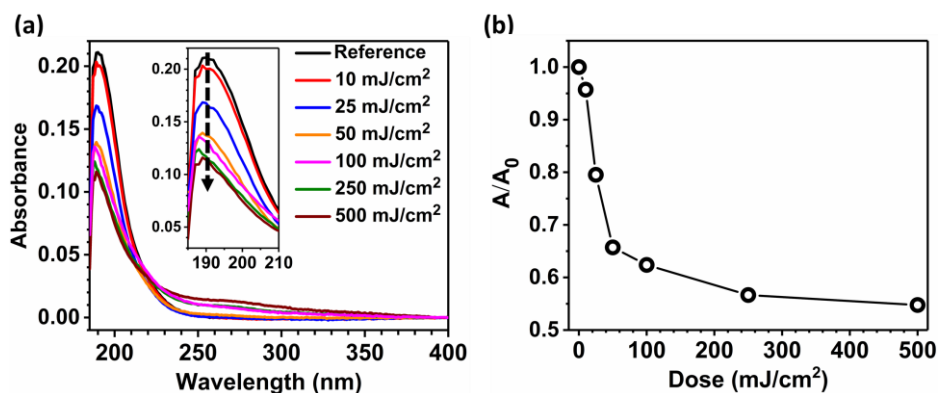 (a)
Absorbance
0.20
0.15
0.10
0.05
0.00
200
250
300
350
400
Wavelength (nm)
0.20
0.15
0.10
0.05
190
200
210
Reference
10 mJ/cm²
25 mJ/cm²
50 mJ/cm²
100 mJ/cm²
250 mJ/cm²
500 mJ/cm²
(b)
A/A₀
1.0
0.9
0.8
0.7
0.6
0.5
0
100
200
300
400
500
Dose (mJ/cm²)